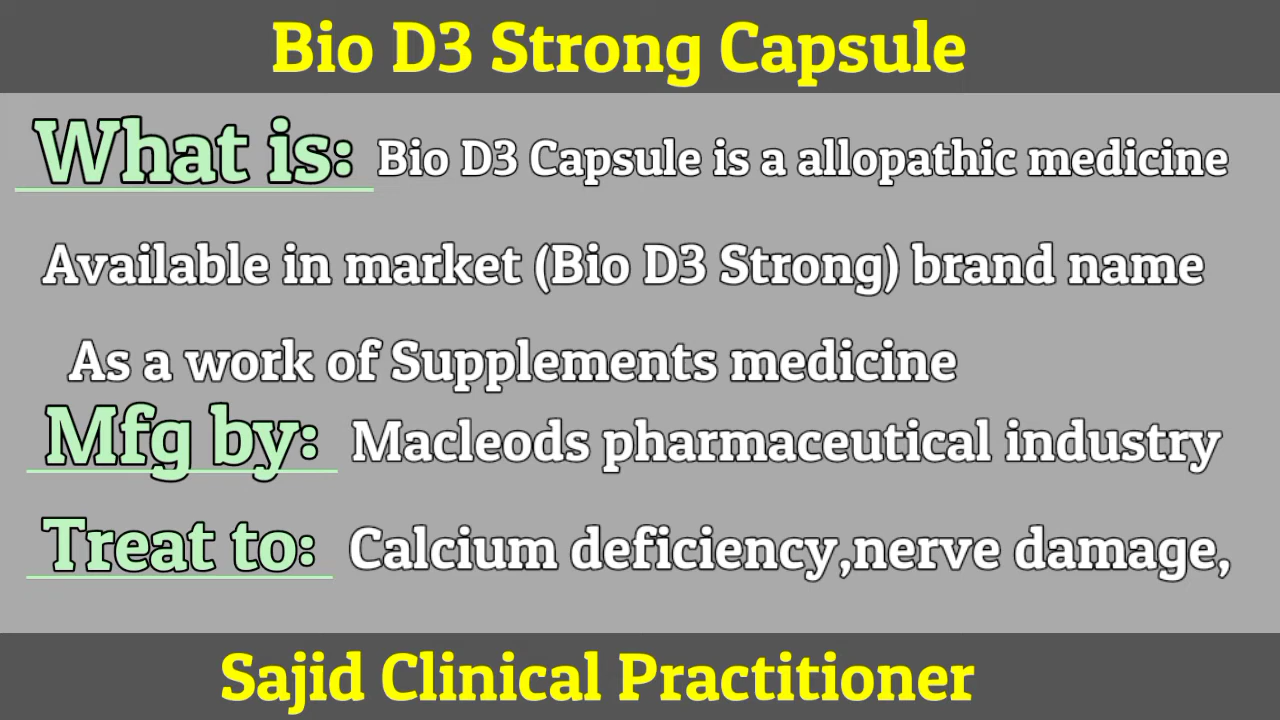 Bio D3 Strong Capsule
What is: Bio D3 Capsule is a allopathic medicine
Available in market (Bio D3 Strong) brand name
As a work of Supplements medicine
Mfg by: Macleods pharmaceutical industry
Treat to: Calcium deficiency,nerve damage,
Sajid Clinical Practitioner